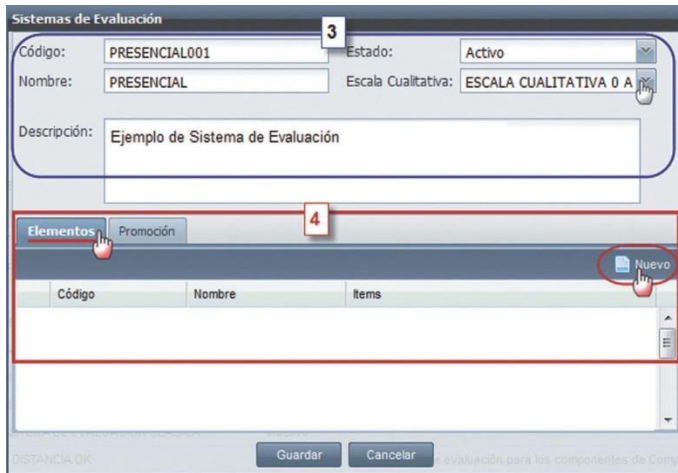 Sistemas de Evaluación
3
Código: PRESENCIAL001 Estado: Activo
Nombre: PRESENCIAL Escala Cualitativa: ESCALA CUALITATIVA 0 A
Descripción: Ejemplo de Sistema de Evaluación
4
Elementos Promoción
Nuevo
Código Nombre Items
Guardar Cancelar
DISTANCIA OK e evaluación para los componentes de Comp